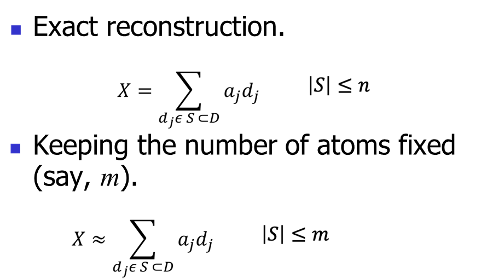 ▪ Exact reconstruction.
X = ∑ a_j d_j    |S| ≤ n
d_j ϵ S ⊂ D
▪ Keeping the number of atoms fixed
(say, m).
X ≈ ∑ a_j d_j    |S| ≤ m
d_j ϵ S ⊂ D